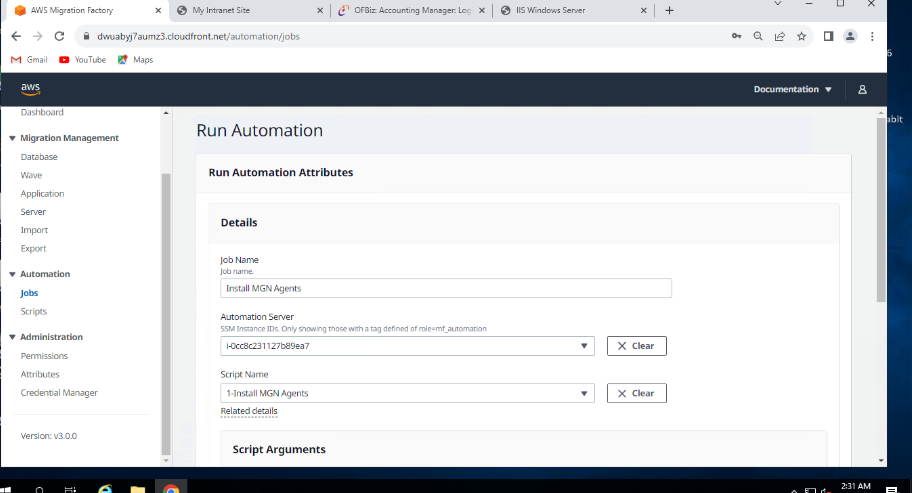 AWS Migration Factory
My Intranet Site
OFBiz: Accounting Manager: Log
IIS Windows Server
dwuabyj7aumz3.cloudfront.net/automation/jobs
Gmail
YouTube
Maps
aws
Documentation
Dashboard
Migration Management
Database
Wave
Application
Server
Import
Export
Automation
Jobs
Scripts
Administration
Permissions
Attributes
Credential Manager
Version: v3.0.0
Run Automation
Run Automation Attributes
Details
Job Name
Job name.
Install MGN Agents
Automation Server
SSM Instance IDs. Only showing those with a tag defined of role=mf_automation
i-0cc8c231127b89ea7
Clear
Script Name
1-Install MGN Agents
Clear
Related details
Script Arguments
6
abit
2:31 AM